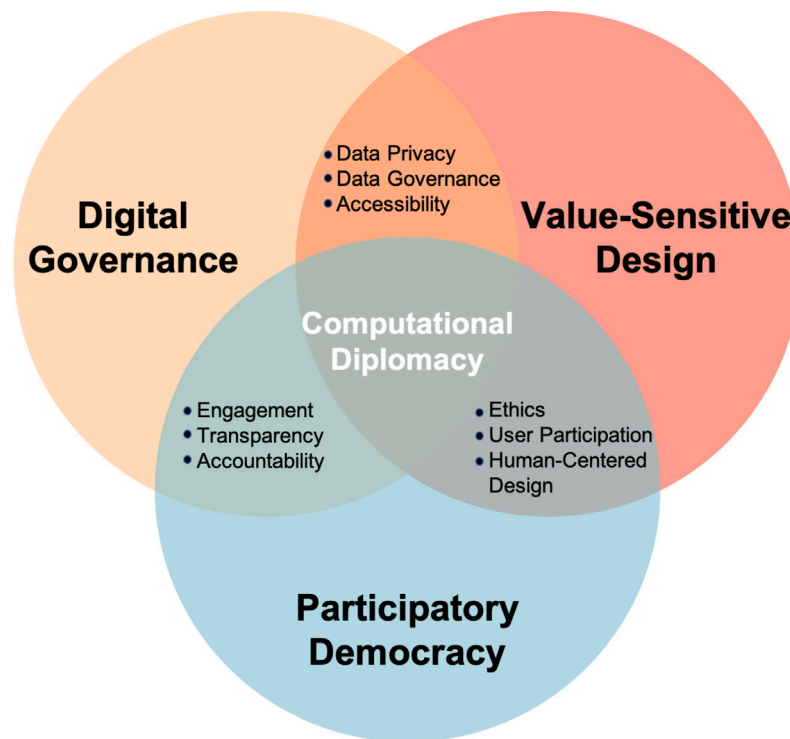 • Data Privacy
• Data Governance
• Accessibility
Digital
Governance
Value-Sensitive
Design
Computational
Diplomacy
• Engagement
• Transparency
• Accountability
• Ethics
• User Participation
• Human-Centered
Design
Participatory
Democracy